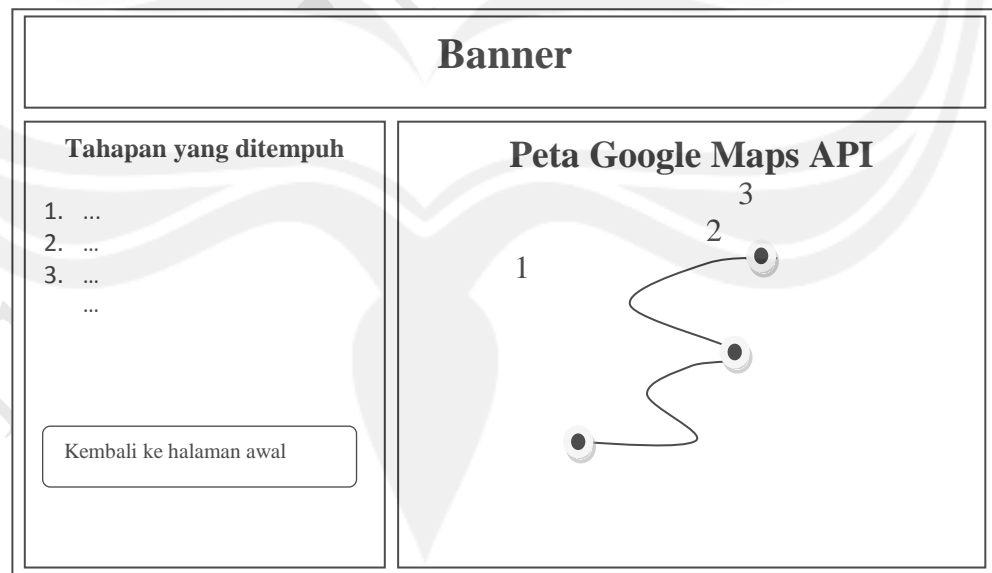 Banner
Tahapan yang ditempuh
1. ...
2. ...
3. ...
...
Kembali ke halaman awal
Peta Google Maps API
3
2
1